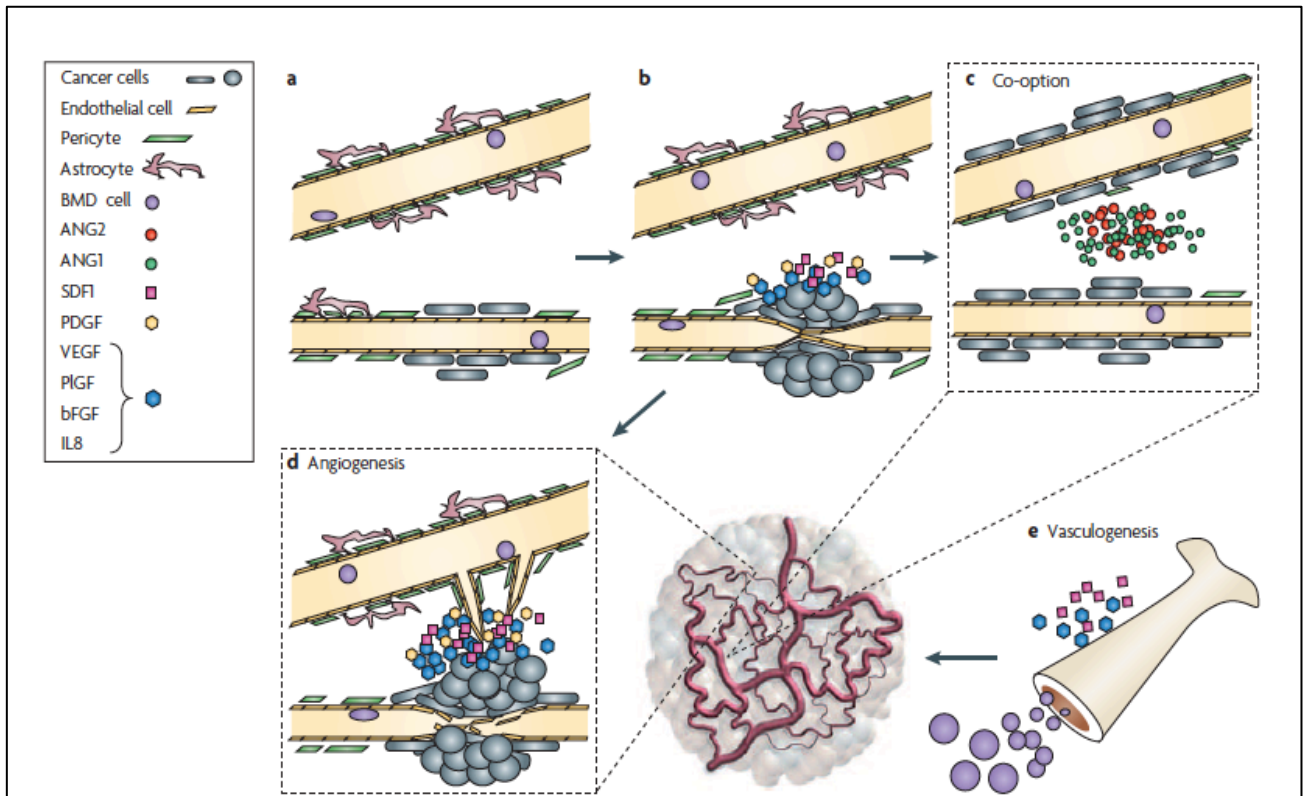 Cancer cells
Endothelial cell
Pericyte
Astrocyte
BMD cell
ANG2
ANG1
SDF1
PDGF
VEGF
PlGF
bFGF
IL8
a
b
c Co-option
d Angiogenesis
e Vasculogenesis